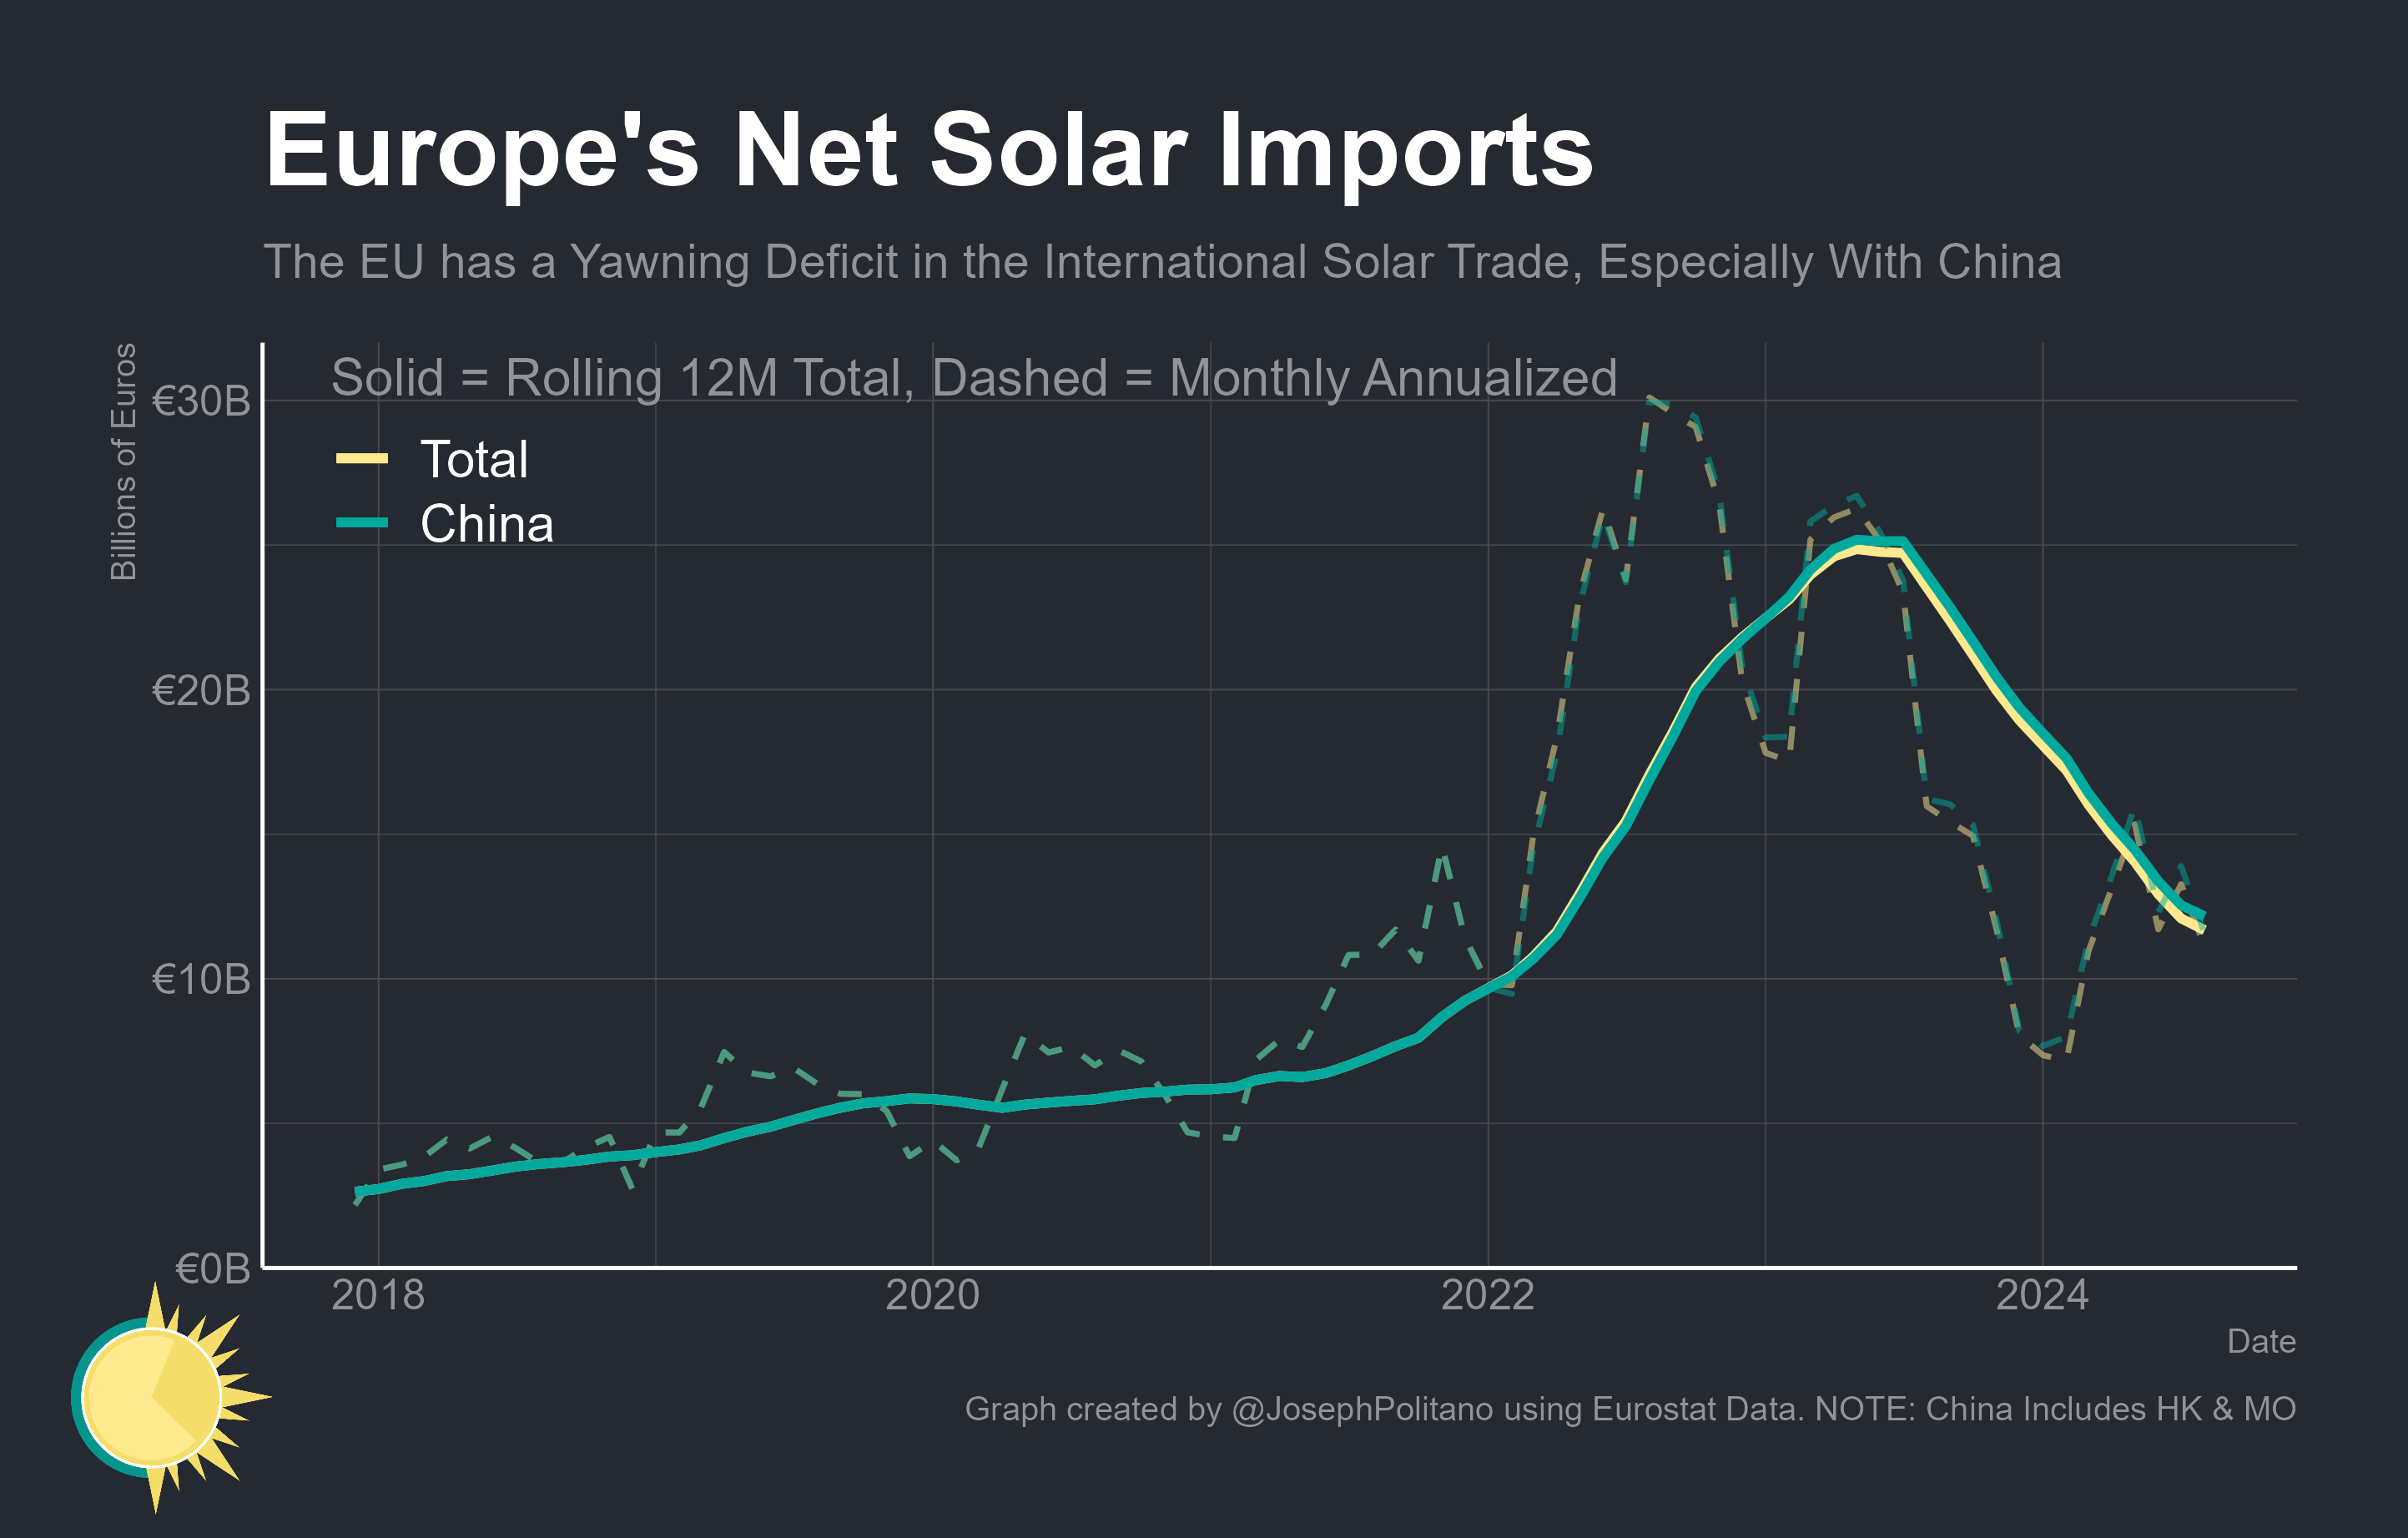 Europe's Net Solar Imports
The EU has a Yawning Deficit in the International Solar Trade, Especially With China
Billions of Euros
Solid = Rolling 12M Total, Dashed = Monthly Annualized
Total
China
€30B
€20B
€10B
€0B
2018 2020 2022 2024
Date
Graph created by @JosephPolitano using Eurostat Data. NOTE: China Includes HK & MO